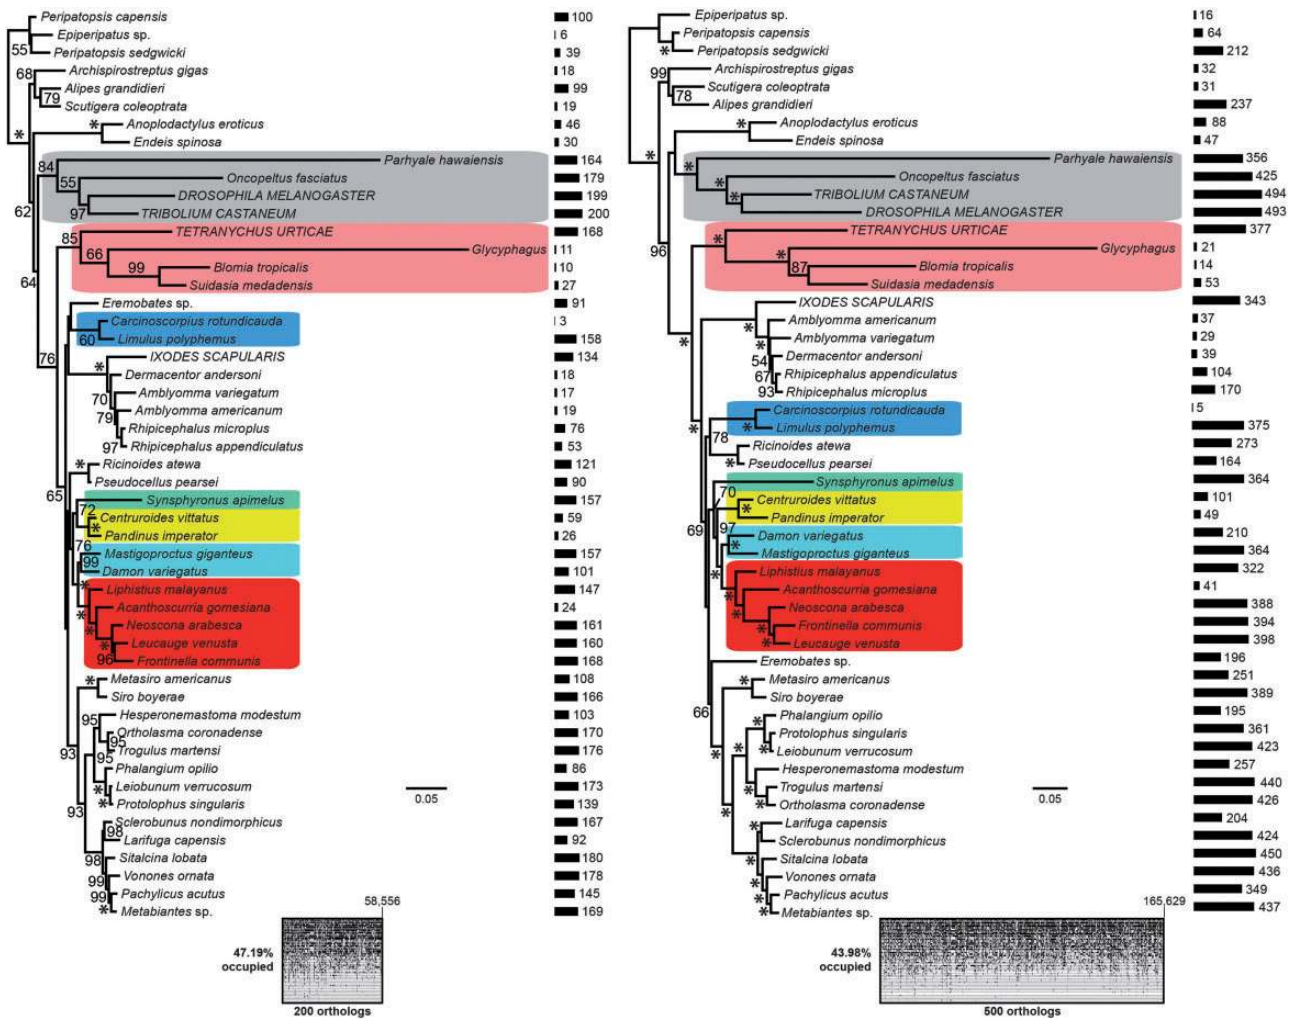 Peripatopsis capensis 100
Epiperipatus sp. 6
55 Peripatopsis sedgwicki 39
68 Archispirostreptus gigas 18
Alipes grandidieri 99
79 Scutigera coleoptrata 19
* Anoplodactylus eroticus 46
* Endeis spinosa 30
84 Parhyale hawaiensis 164
55 Oncopeltus fasciatus 179
DROSOPHILA MELANOGASTER 199
62 97 TRIBOLIUM CASTANEUM 200
85 TETRANYCHUS URTICAE 168
66 Glycyphagus 11
99 Blomia tropicalis 10
64 Suidasia medadensis 27
Eremobates sp. 91
Carcinoscorpius rotundicauda 3
60 Limulus polyphemus 158
76 * IXODES SCAPULARIS 134
Dermacentor andersoni 18
70 Amblyomma variegatum 17
79 Amblyomma americanum 19
Rhipicephalus microplus 76
97 Rhipicephalus appendiculatus 53
* Ricinoides atewa 121
65 Pseudocellus pearsei 90
Synsphyronus apimelus 157
72 Centruroides vittatus 59
* Pandinus imperator 26
76 Mastigoproctus giganteus 157
99 Damon variegatus 101
* Liphistius malayanus 147
* Acanthoscurria gomesiana 24
* Neoscona arabesca 161
* Leucauge venusta 160
96 Frontinella communis 168
* Metasiro americanus 108
Siro boyerae 166
95 Hesperonemastoma modestum 103
95 Ortholasma coronadense 170
93 95 Trogulus martensi 176
Phalangium opilio 86
* Leiobunum verrucosum 173
* Protolophus singularis 139
93 98 Sclerobunus nondimorphicus 167
Larifuga capensis 92
98 Sitalcina lobata 180
99 Vonones ornata 178
99 Pachylicus acutus 145
* Metabiantes sp. 169
0.05
58,556
47.19%
occupied
200 orthologs
Epiperipatus sp. 16
Peripatopsis capensis 64
* Peripatopsis sedgwicki 212
99 Archispirostreptus gigas 32
78 Scutigera coleoptrata 31
Alipes grandidieri 237
* Anoplodactylus eroticus 88
* Endeis spinosa 47
* Parhyale hawaiensis 356
* Oncopeltus fasciatus 425
* TRIBOLIUM CASTANEUM 494
DROSOPHILA MELANOGASTER 493
* TETRANYCHUS URTICAE 377
96 * Glycyphagus 21
87 Blomia tropicalis 14
Suidasia medadensis 53
* IXODES SCAPULARIS 343
Amblyomma americanum 37
* * Amblyomma variegatum 29
54 Dermacentor andersoni 39
67 Rhipicephalus appendiculatus 104
93 Rhipicephalus microplus 170
Carcinoscorpius rotundicauda 5
* * Limulus polyphemus 375
78 Ricinoides atewa 273
* Pseudocellus pearsei 164
Synsphyronus apimelus 364
70 Centruroides vittatus 101
* Pandinus imperator 49
69 97 Damon variegatus 210
* * Mastigoproctus giganteus 364
Liphistius malayanus 322
* Acanthoscurria gomesiana 41
* Neoscona arabesca 388
* Frontinella communis 394
* Leucauge venusta 398
Eremobates sp. 196
* Metasiro americanus 251
66 Siro boyerae 389
* Phalangium opilio 195
* Protolophus singularis 361
* * Leiobunum verrucosum 423
Hesperonemastoma modestum 257
* Trogulus martensi 440
* * Ortholasma coronadense 426
* Larifuga capensis 204
Sclerobunus nondimorphicus 424
* Sitalcina lobata 450
* Vonones ornata 436
* Pachylicus acutus 349
* Metabiantes sp. 437
0.05
165,629
43.98%
occupied
500 orthologs